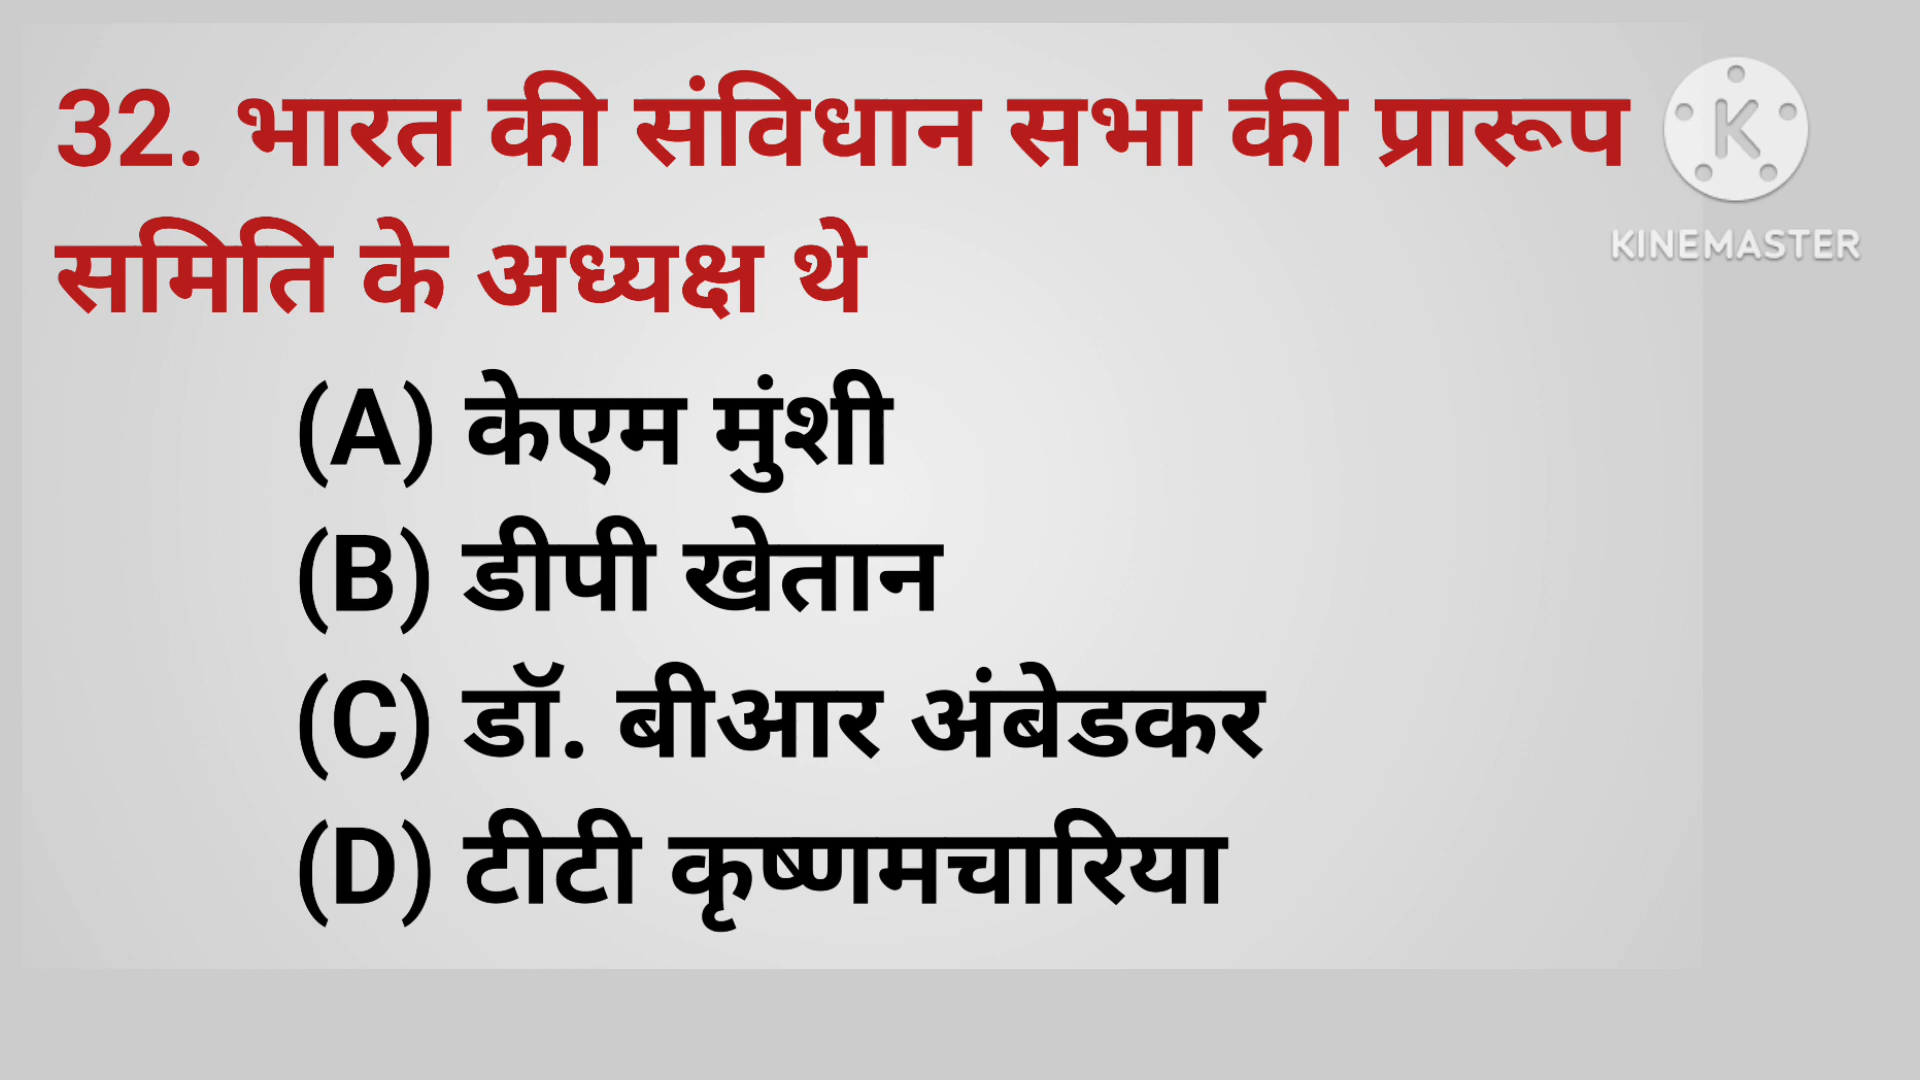 32. भारत की संविधान सभा की प्रारूप
समिति के अध्यक्ष थे
(A) केएम मुंशी
(B) डीपी खेतान
(C) डॉ. बीआर अंबेडकर
(D) टीटी कृष्णमचारिया
K
KINEMASTER